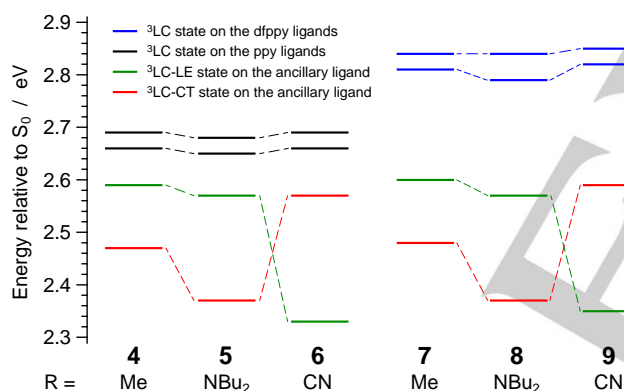 2.9
2.8
2.7
2.6
2.5
2.4
2.3
Energy relative to S₀ / eV
³LC state on the dfppy ligands
³LC state on the ppy ligands
³LC-LE state on the ancillary ligand
³LC-CT state on the ancillary ligand
4 5 6 7 8 9
R = Me NBu₂ CN Me NBu₂ CN